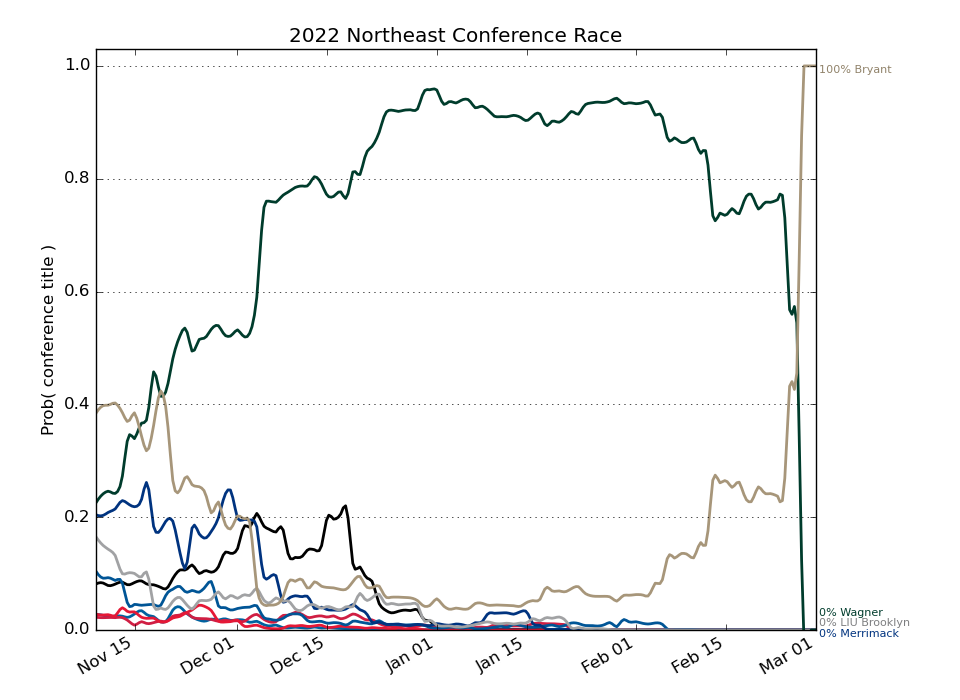 2022 Northeast Conference Race
Prob( conference title )
1.0
0.8
0.6
0.4
0.2
0.0
100% Bryant
0% Wagner
0% LIU Brooklyn
0% Merrimack
Nov 15
Dec 01
Dec 15
Jan 01
Jan 15
Feb 01
Feb 15
Mar 01